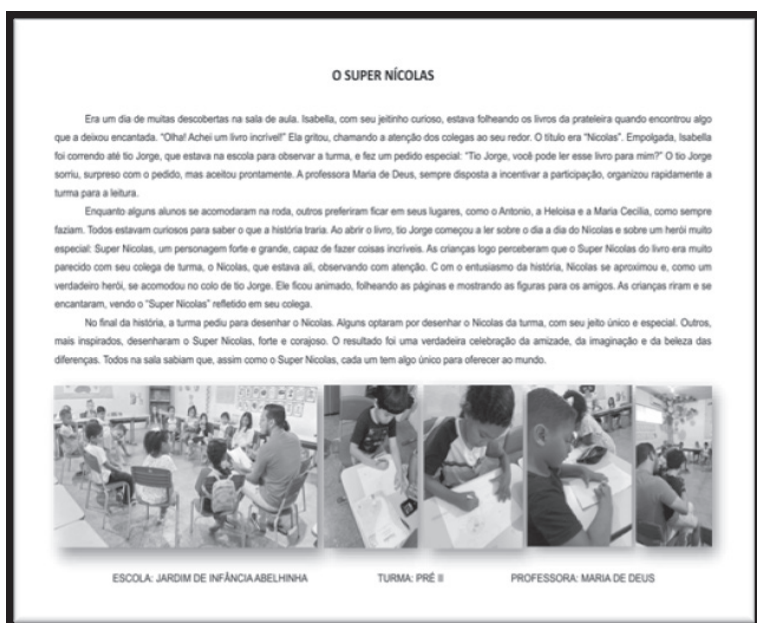 O SUPER NÍCOLAS
Era um dia de muitas descobertas na sala de aula. Isabella, com seu jeitinho curioso, estava folheando os livros da prateleira quando encontrou algo
que a deixou encantada. “Olha! Achei um livro incrível!” Ela gritou, chamando a atenção dos colegas ao seu redor. O título era “Nicolas”. Empolgada, Isabella
foi correndo até tio Jorge, que estava na escola para observar a turma, e fez um pedido especial: “Tio Jorge, você pode ler esse livro para mim?” O tio Jorge
sorriu, surpreso com o pedido, mas aceitou prontamente. A professora Maria de Deus, sempre disposta a incentivar a participação, organizou rapidamente a
turma para a leitura.
Enquanto alguns alunos se acomodaram na roda, outros preferiram ficar em seus lugares, como o Antonio, a Heloisa e a Maria Cecília, como sempre
faziam. Todos estavam curiosos para saber o que a história traria. Ao abrir o livro, tio Jorge começou a ler sobre o dia a dia do Nícolas e sobre um herói muito
especial: Super Nicolas, um personagem forte e grande, capaz de fazer coisas incríveis. As crianças logo perceberam que o Super Nicolas do livro era muito
parecido com seu colega de turma, o Nicolas, que estava ali, observando com atenção. C om o entusiasmo da história, Nicolas se aproximou e, como um
verdadeiro herói, se acomodou no colo de tio Jorge. Ele ficou animado, folheando as páginas e mostrando as figuras para os amigos. As crianças riram e se
encantaram, vendo o “Super Nicolas” refletido em seu colega.
No final da história, a turma pediu para desenhar o Nicolas. Alguns optaram por desenhar o Nicolas da turma, com seu jeito único e especial. Outros,
mais inspirados, desenharam o Super Nicolas, forte e corajoso. O resultado foi uma verdadeira celebração da amizade, da imaginação e da beleza das
diferenças. Todos na sala sabiam que, assim como o Super Nicolas, cada um tem algo único para oferecer ao mundo.
ESCOLA: JARDIM DE INFÂNCIA ABELHINHA TURMA: PRÉ II PROFESSORA: MARIA DE DEUS